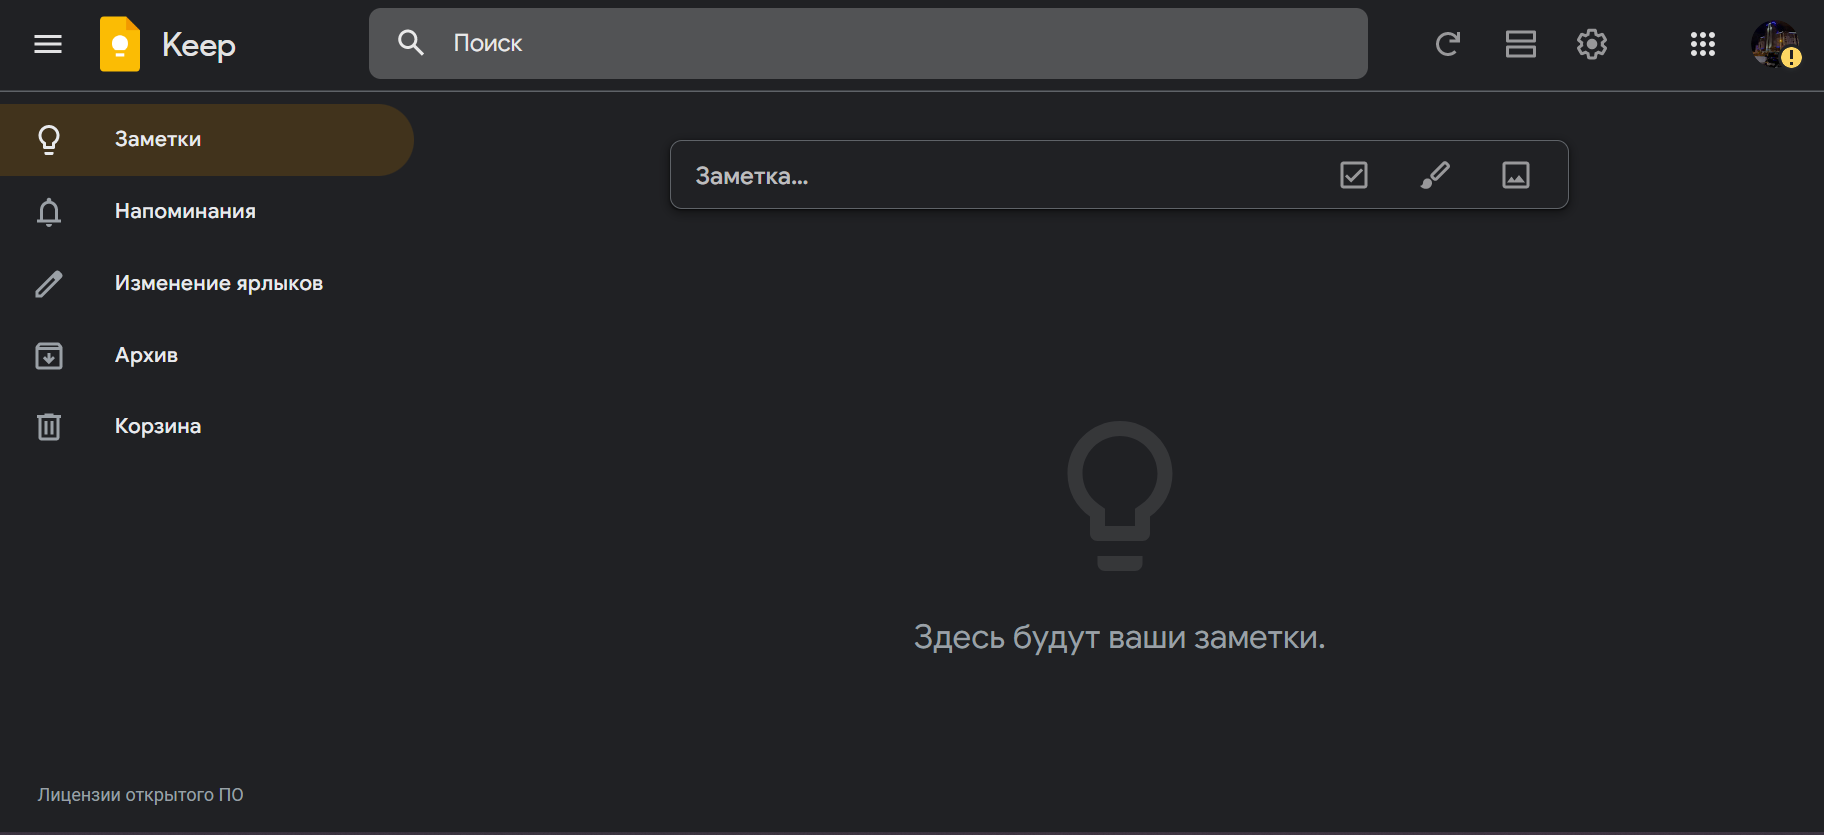 Keep
Поиск
Заметки
Заметка...
Напоминания
Изменение ярлыков
Архив
Корзина
Здесь будут ваши заметки.
Лицензии открытого ПО